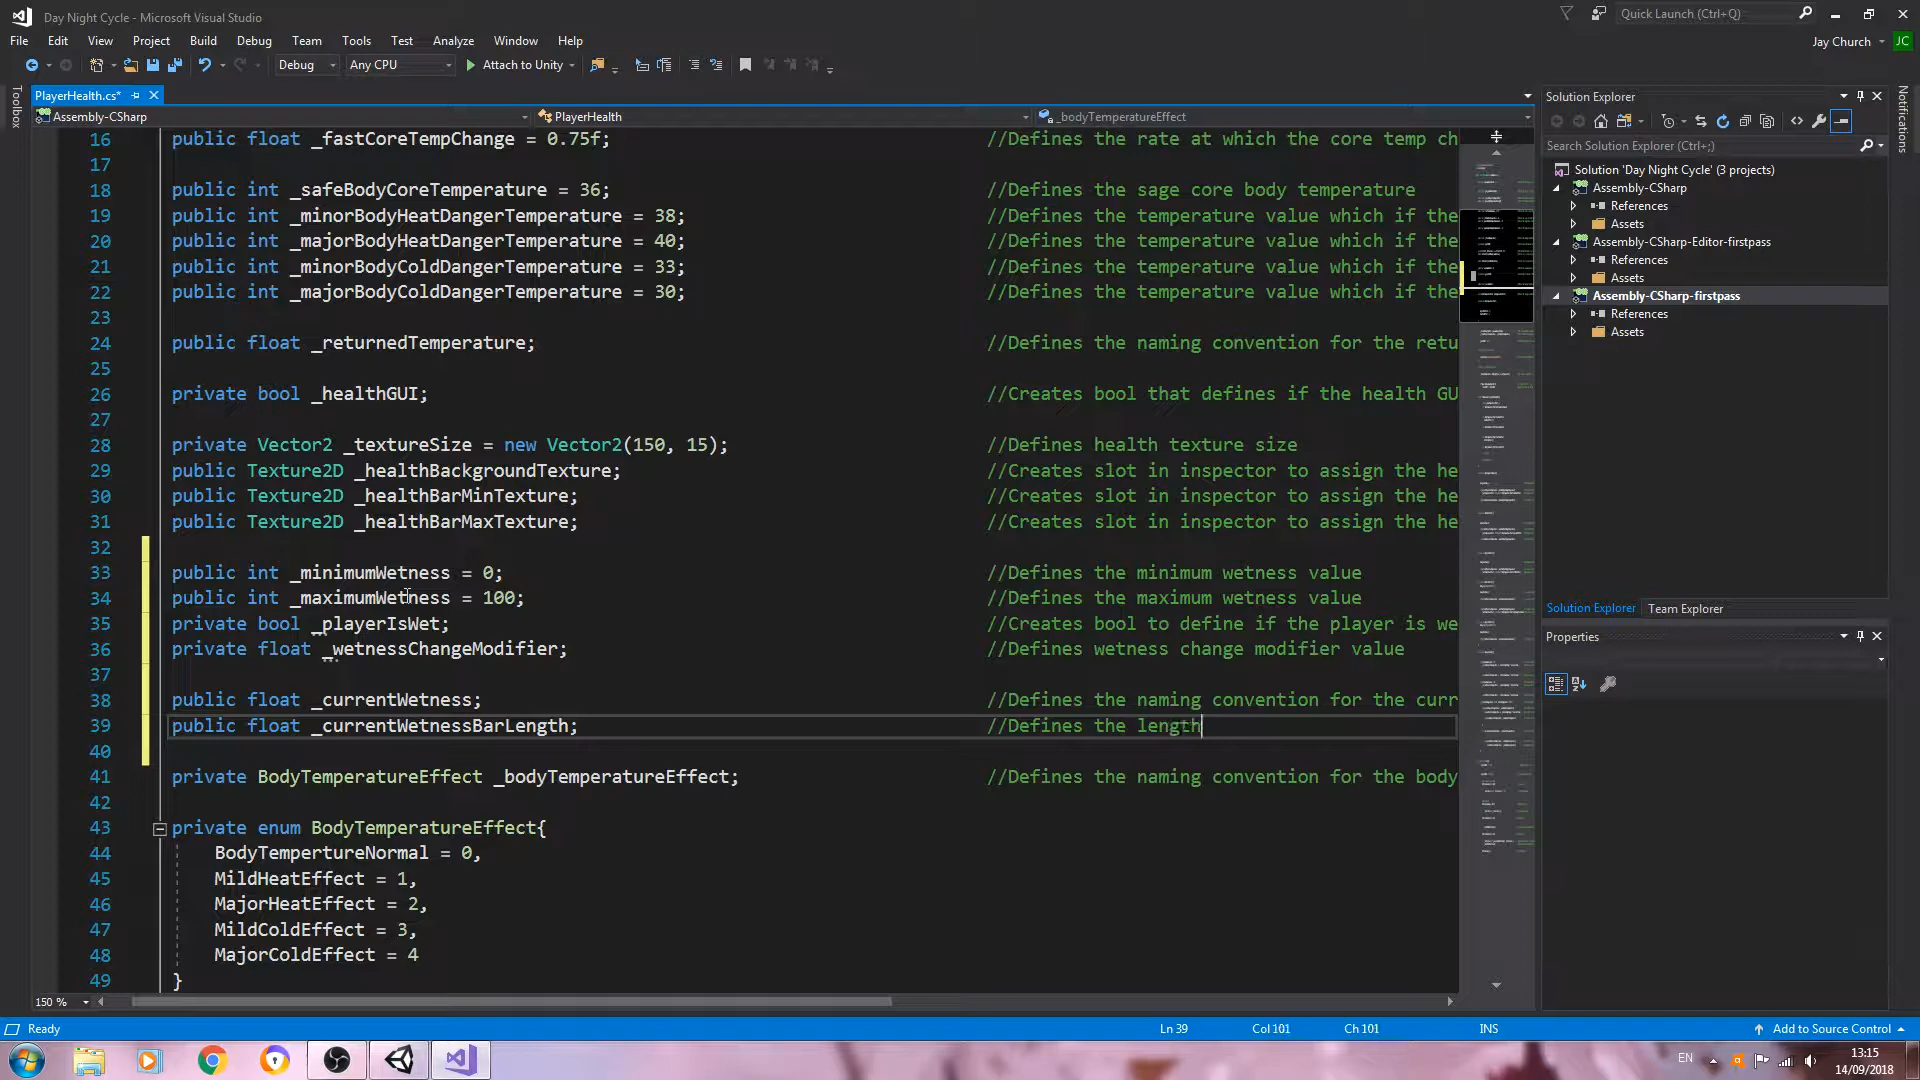 Day Night Cycle - Microsoft Visual Studio
Quick Launch (Ctrl+Q)
File Edit View Project Build Debug Team Tools Test Analyze Window Help
Jay Church JC
Debug Any CPU Attach to Unity
Toolbox
PlayerHealth.cs*
Assembly-CSharp PlayerHealth _bodyTemperatureEffect
16 public float _fastCoreTempChange = 0.75f; //Defines the rate at which the core temp ch
17
18 public int _safeBodyCoreTemperature = 36; //Defines the sage core body temperature
19 public int _minorBodyHeatDangerTemperature = 38; //Defines the temperature value which if the
20 public int _majorBodyHeatDangerTemperature = 40; //Defines the temperature value which if the
21 public int _minorBodyColdDangerTemperature = 33; //Defines the temperature value which if the
22 public int _majorBodyColdDangerTemperature = 30; //Defines the temperature value which if the
23
24 public float _returnedTemperature; //Defines the naming convention for the retu
25
26 private bool _healthGUI; //Creates bool that defines if the health GU
27
28 private Vector2 _textureSize = new Vector2(150, 15); //Defines health texture size
29 public Texture2D _healthBackgroundTexture; //Creates slot in inspector to assign the he
30 public Texture2D _healthBarMinTexture; //Creates slot in inspector to assign the he
31 public Texture2D _healthBarMaxTexture; //Creates slot in inspector to assign the he
32
33 public int _minimumWetness = 0; //Defines the minimum wetness value
34 public int _maximumWetness = 100; //Defines the maximum wetness value
35 private bool _playerIsWet; //Creates bool to define if the player is we
36 private float _wetnessChangeModifier; //Defines wetness change modifier value
37
38 public float _currentWetness; //Defines the naming convention for the curr
39 public float _currentWetnessBarLength; //Defines the length
40
41 private BodyTemperatureEffect _bodyTemperatureEffect; //Defines the naming convention for the body
42
43 private enum BodyTemperatureEffect{
44 BodyTempertureNormal = 0,
45 MildHeatEffect = 1,
46 MajorHeatEffect = 2,
47 MildColdEffect = 3,
48 MajorColdEffect = 4
49 }
150 %
Solution Explorer
Search Solution Explorer (Ctrl+;)
Solution 'Day Night Cycle' (3 projects)
Assembly-CSharp
References
Assets
Assembly-CSharp-Editor-firstpass
References
Assets
Assembly-CSharp-firstpass
References
Assets
Solution Explorer Team Explorer
Properties
Notifications
Ready Ln 39 Col 101 Ch 101 INS Add to Source Control
EN
13:15
14/09/2018